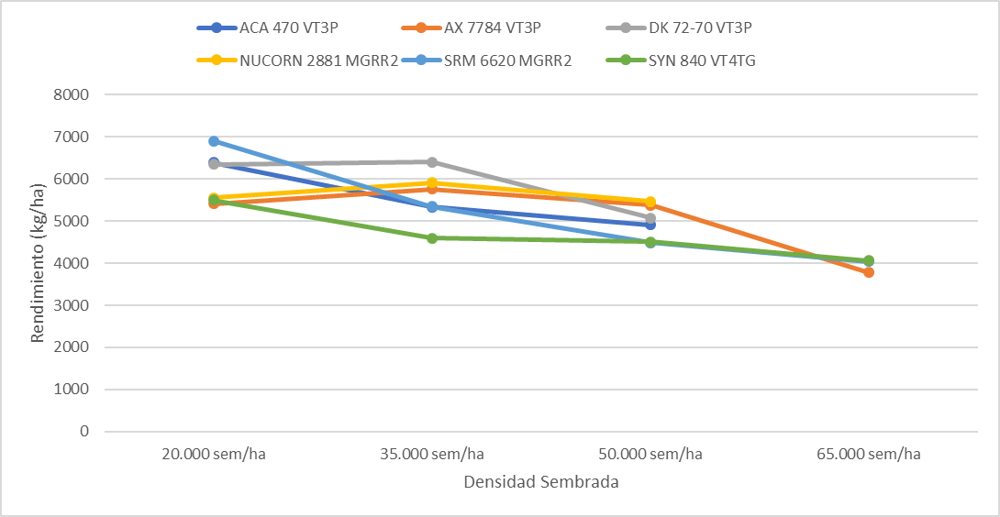 ACA 470 VT3P AX 7784 VT3P DK 72-70 VT3P
NUCORN 2881 MGRR2 SRM 6620 MGRR2 SYN 840 VT4TG
Rendimiento (kg/ha)
8000
7000
6000
5000
4000
3000
2000
1000
0
20.000 sem/ha 35.000 sem/ha 50.000 sem/ha 65.000 sem/ha
Densidad Sembrada